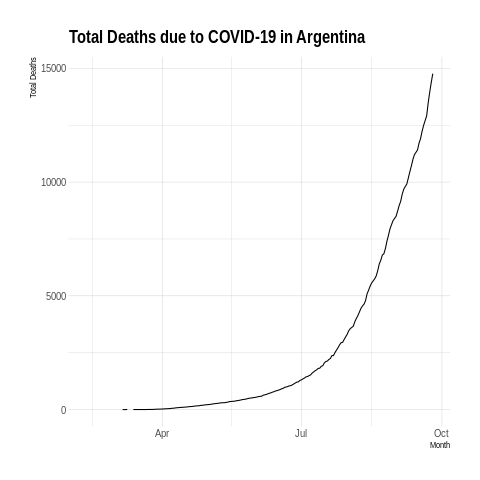 Total Deaths due to COVID-19 in Argentina
Total Deaths
15000
10000
5000
0
Apr
Jul
Oct
Month